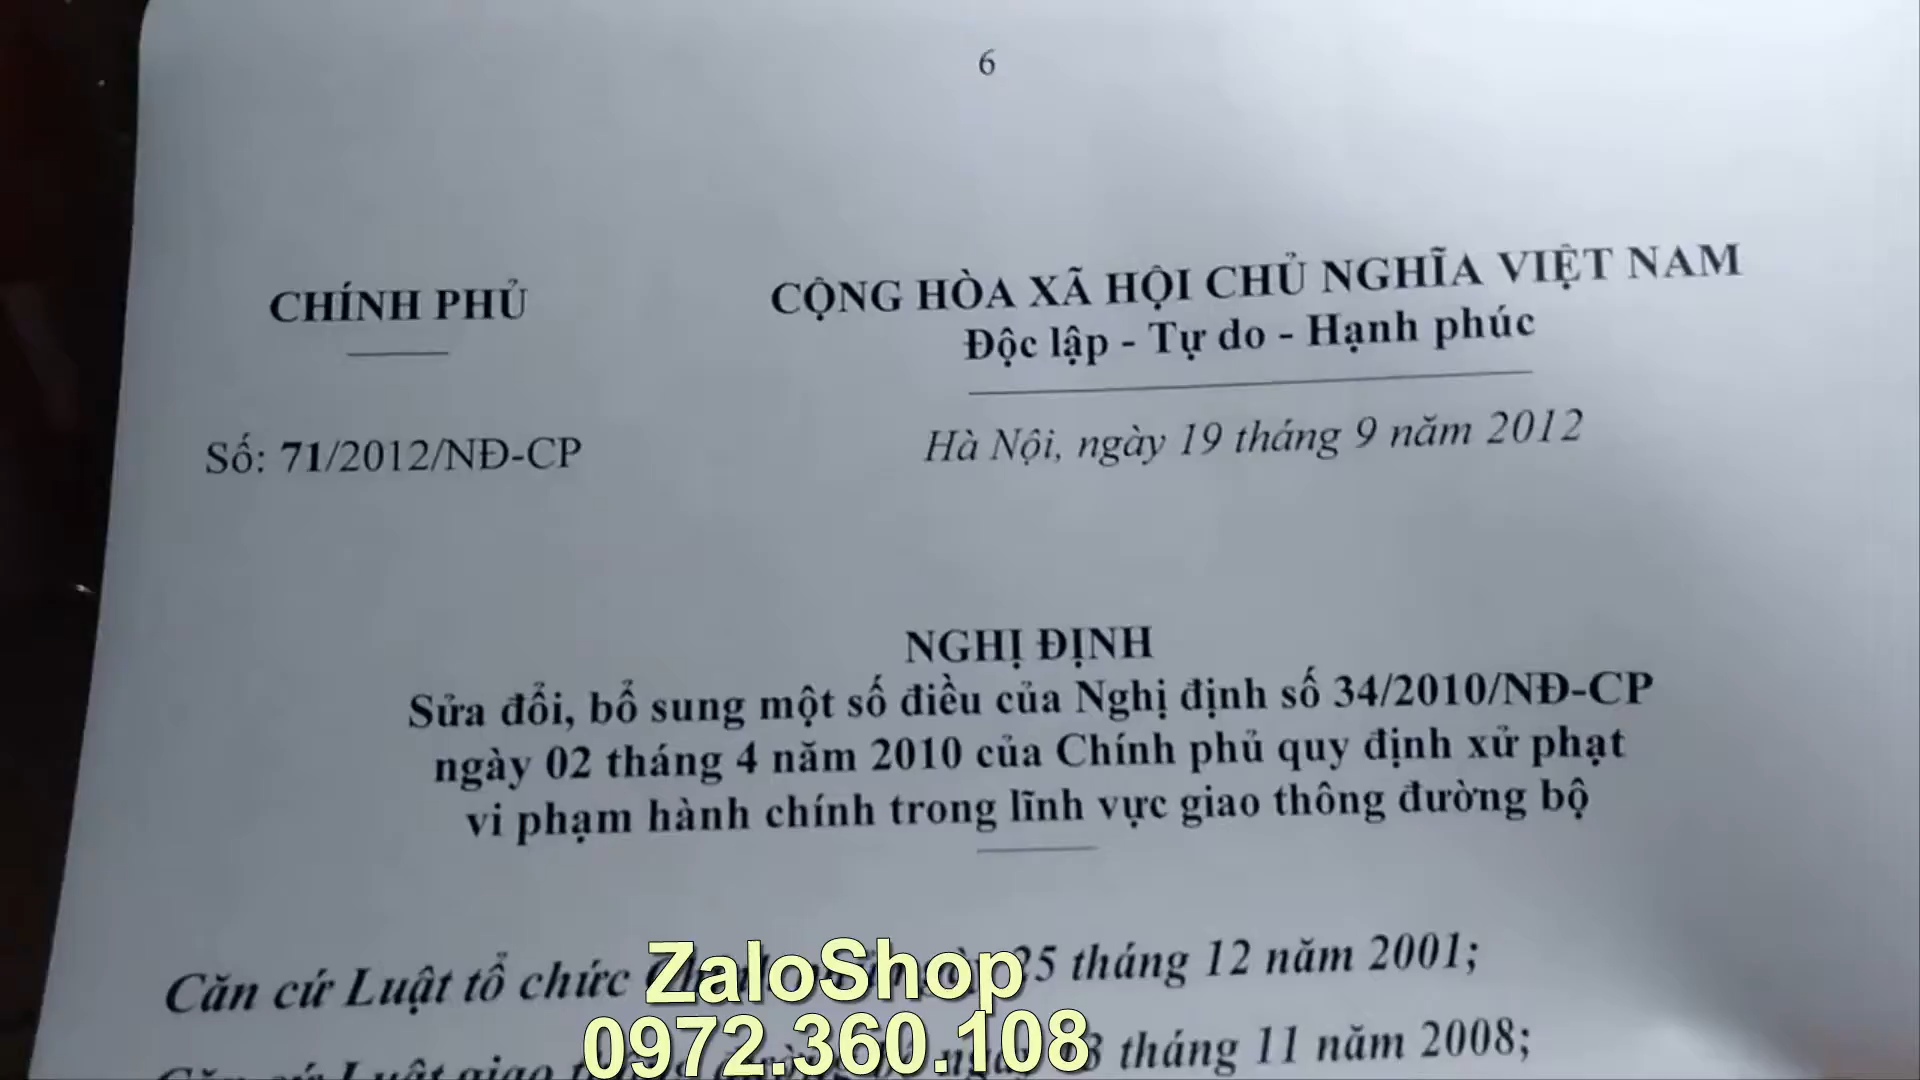 6
CHÍNH PHỦ
CỘNG HÒA XÃ HỘI CHỦ NGHĨA VIỆT NAM
Độc lập - Tự do - Hạnh phúc
Số: 71/2012/NĐ-CP
Hà Nội, ngày 19 tháng 9 năm 2012
NGHỊ ĐỊNH
Sửa đổi, bổ sung một số điều của Nghị định số 34/2010/NĐ-CP
ngày 02 tháng 4 năm 2010 của Chính phủ quy định xử phạt
vi phạm hành chính trong lĩnh vực giao thông đường bộ
Căn cứ Luật tổ chức 25 tháng 12 năm 2001;
Căn cứ Luật giao tháng 11 năm 2008;
ZaloShop
0972.360.108